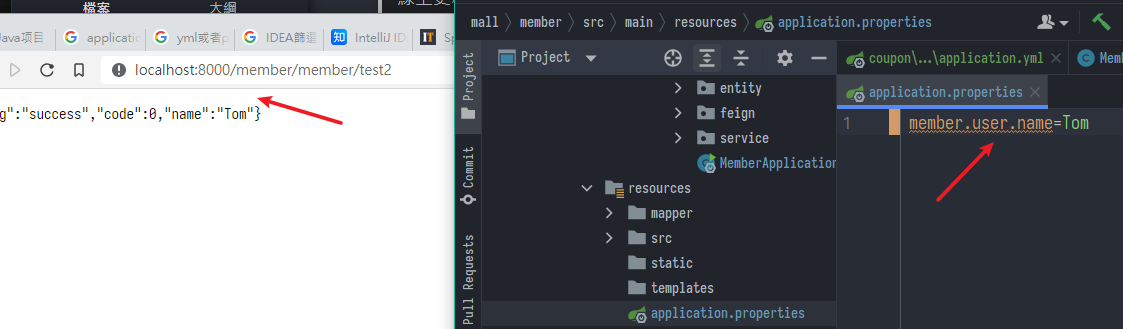 檔案
大綱
ava项目
applicatio
yml或者p
IDEA篩選
知
IntelliJ ID
IT
Sp
localhost:8000/member/member/test2
g":"success","code":0,"name":"Tom"}
mall 〉 member 〉 src 〉 main 〉 resources 〉 application.properties
Project
Project
coupon\...\application.yml ×
Mem
application.properties ×
1 member.user.name=Tom
entity
feign
service
MemberApplication
resources
mapper
src
static
templates
application.properties
Commit
Pull Requests